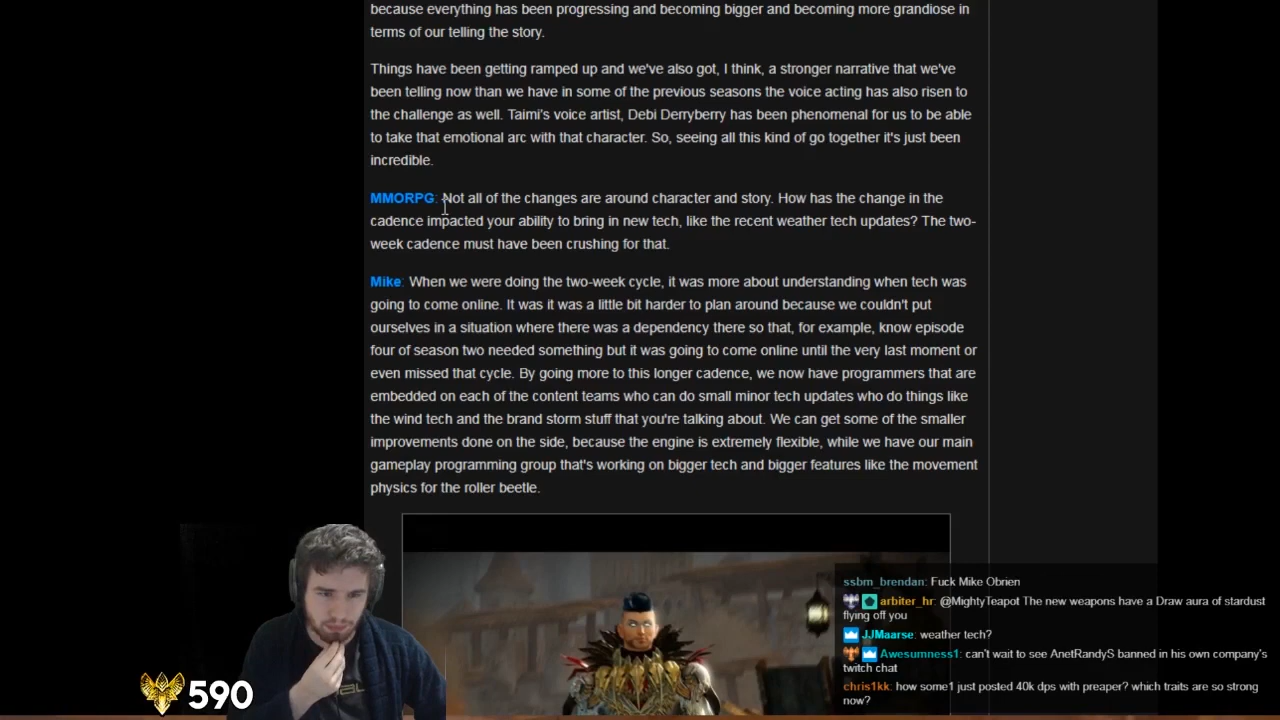 because everything has been progressing and becoming bigger and becoming more grandiose in
terms of our telling the story.
Things have been getting ramped up and we've also got, I think, a stronger narrative that we've
been telling now than we have in some of the previous seasons the voice acting has also risen to
the challenge as well. Taimi's voice artist, Debi Derryberry has been phenomenal for us to be able
to take that emotional arc with that character. So, seeing all this kind of go together it's just been
incredible.
MMORPG: Not all of the changes are around character and story. How has the change in the
cadence impacted your ability to bring in new tech, like the recent weather tech updates? The two-
week cadence must have been crushing for that.
Mike: When we were doing the two-week cycle, it was more about understanding when tech was
going to come online. It was it was a little bit harder to plan around because we couldn't put
ourselves in a situation where there was a dependency there so that, for example, know episode
four of season two needed something but it was going to come online until the very last moment or
even missed that cycle. By going more to this longer cadence, we now have programmers that are
embedded on each of the content teams who can do small minor tech updates who do things like
the wind tech and the brand storm stuff that you're talking about. We can get some of the smaller
improvements done on the side, because the engine is extremely flexible, while we have our main
gameplay programming group that's working on bigger tech and bigger features like the movement
physics for the roller beetle.
ssbm_brendan: Fuck Mike Obrien
arbiter_hr: @MightyTeapot The new weapons have a Draw aura of stardust
flying off you
JJMaarse: weather tech?
Awesumness1: can't wait to see AnetRandyS banned in his own company's
twitch chat
chris1kk: how some1 just posted 40k dps with preaper? which traits are so strong
now?
590